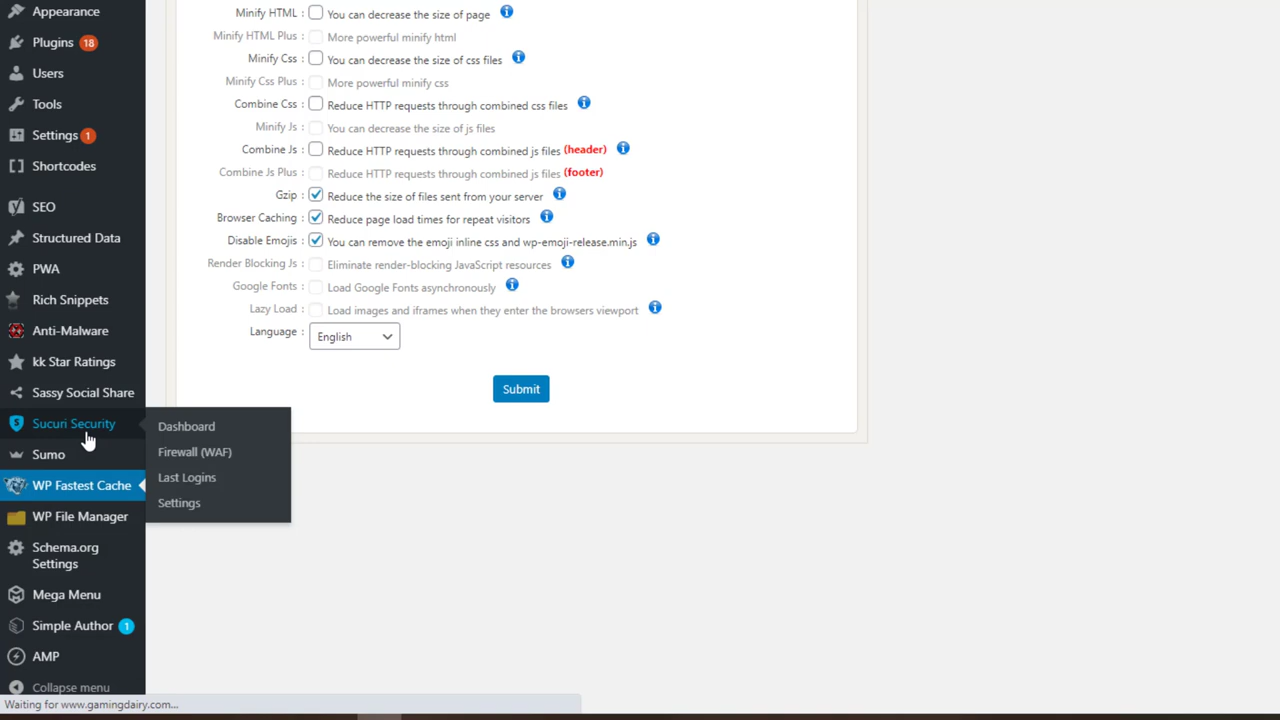 Appearance
Plugins 18
Users
Tools
Settings 1
Shortcodes
SEO
Structured Data
PWA
Rich Snippets
Anti-Malware
kk Star Ratings
Sassy Social Share
Sucuri Security
Sumo
WP Fastest Cache
WP File Manager
Schema.org
Settings
Mega Menu
Simple Author 1
AMP
Collapse menu
Dashboard
Firewall (WAF)
Last Logins
Settings
Minify HTML : You can decrease the size of page
Minify HTML Plus : More powerful minify html
Minify Css : You can decrease the size of css files
Minify Css Plus : More powerful minify css
Combine Css : Reduce HTTP requests through combined css files
Minify Js : You can decrease the size of js files
Combine Js : Reduce HTTP requests through combined js files (header)
Combine Js Plus : Reduce HTTP requests through combined js files (footer)
Gzip : Reduce the size of files sent from your server
Browser Caching : Reduce page load times for repeat visitors
Disable Emojis : You can remove the emoji inline css and wp-emoji-release.min.js
Render Blocking Js : Eliminate render-blocking JavaScript resources
Google Fonts : Load Google Fonts asynchronously
Lazy Load : Load images and iframes when they enter the browsers viewport
Language : English
Submit
Waiting for www.gamingdairy.com...